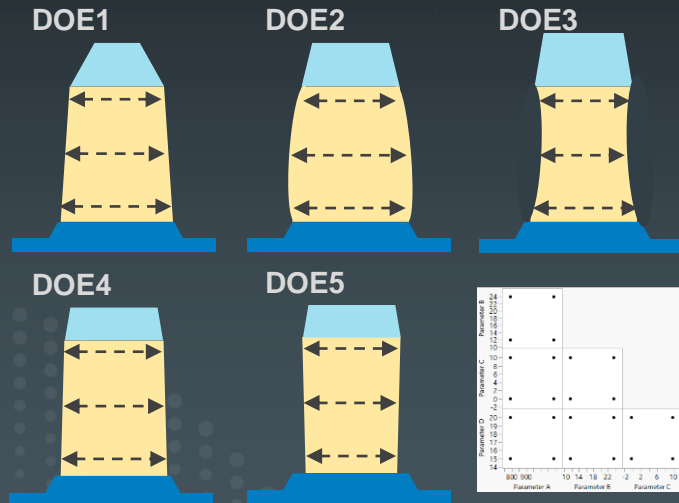 DOE1
DOE2
DOE3
DOE4
DOE5
Parameter B
24
22
20
18
16
14
12
10
Parameter C
10
8
6
4
2
0
-2
Parameter D
20
19
18
17
16
15
14
800 900
10 14 18 22
-2 2 6 10
Parameter A
Parameter B
Parameter C